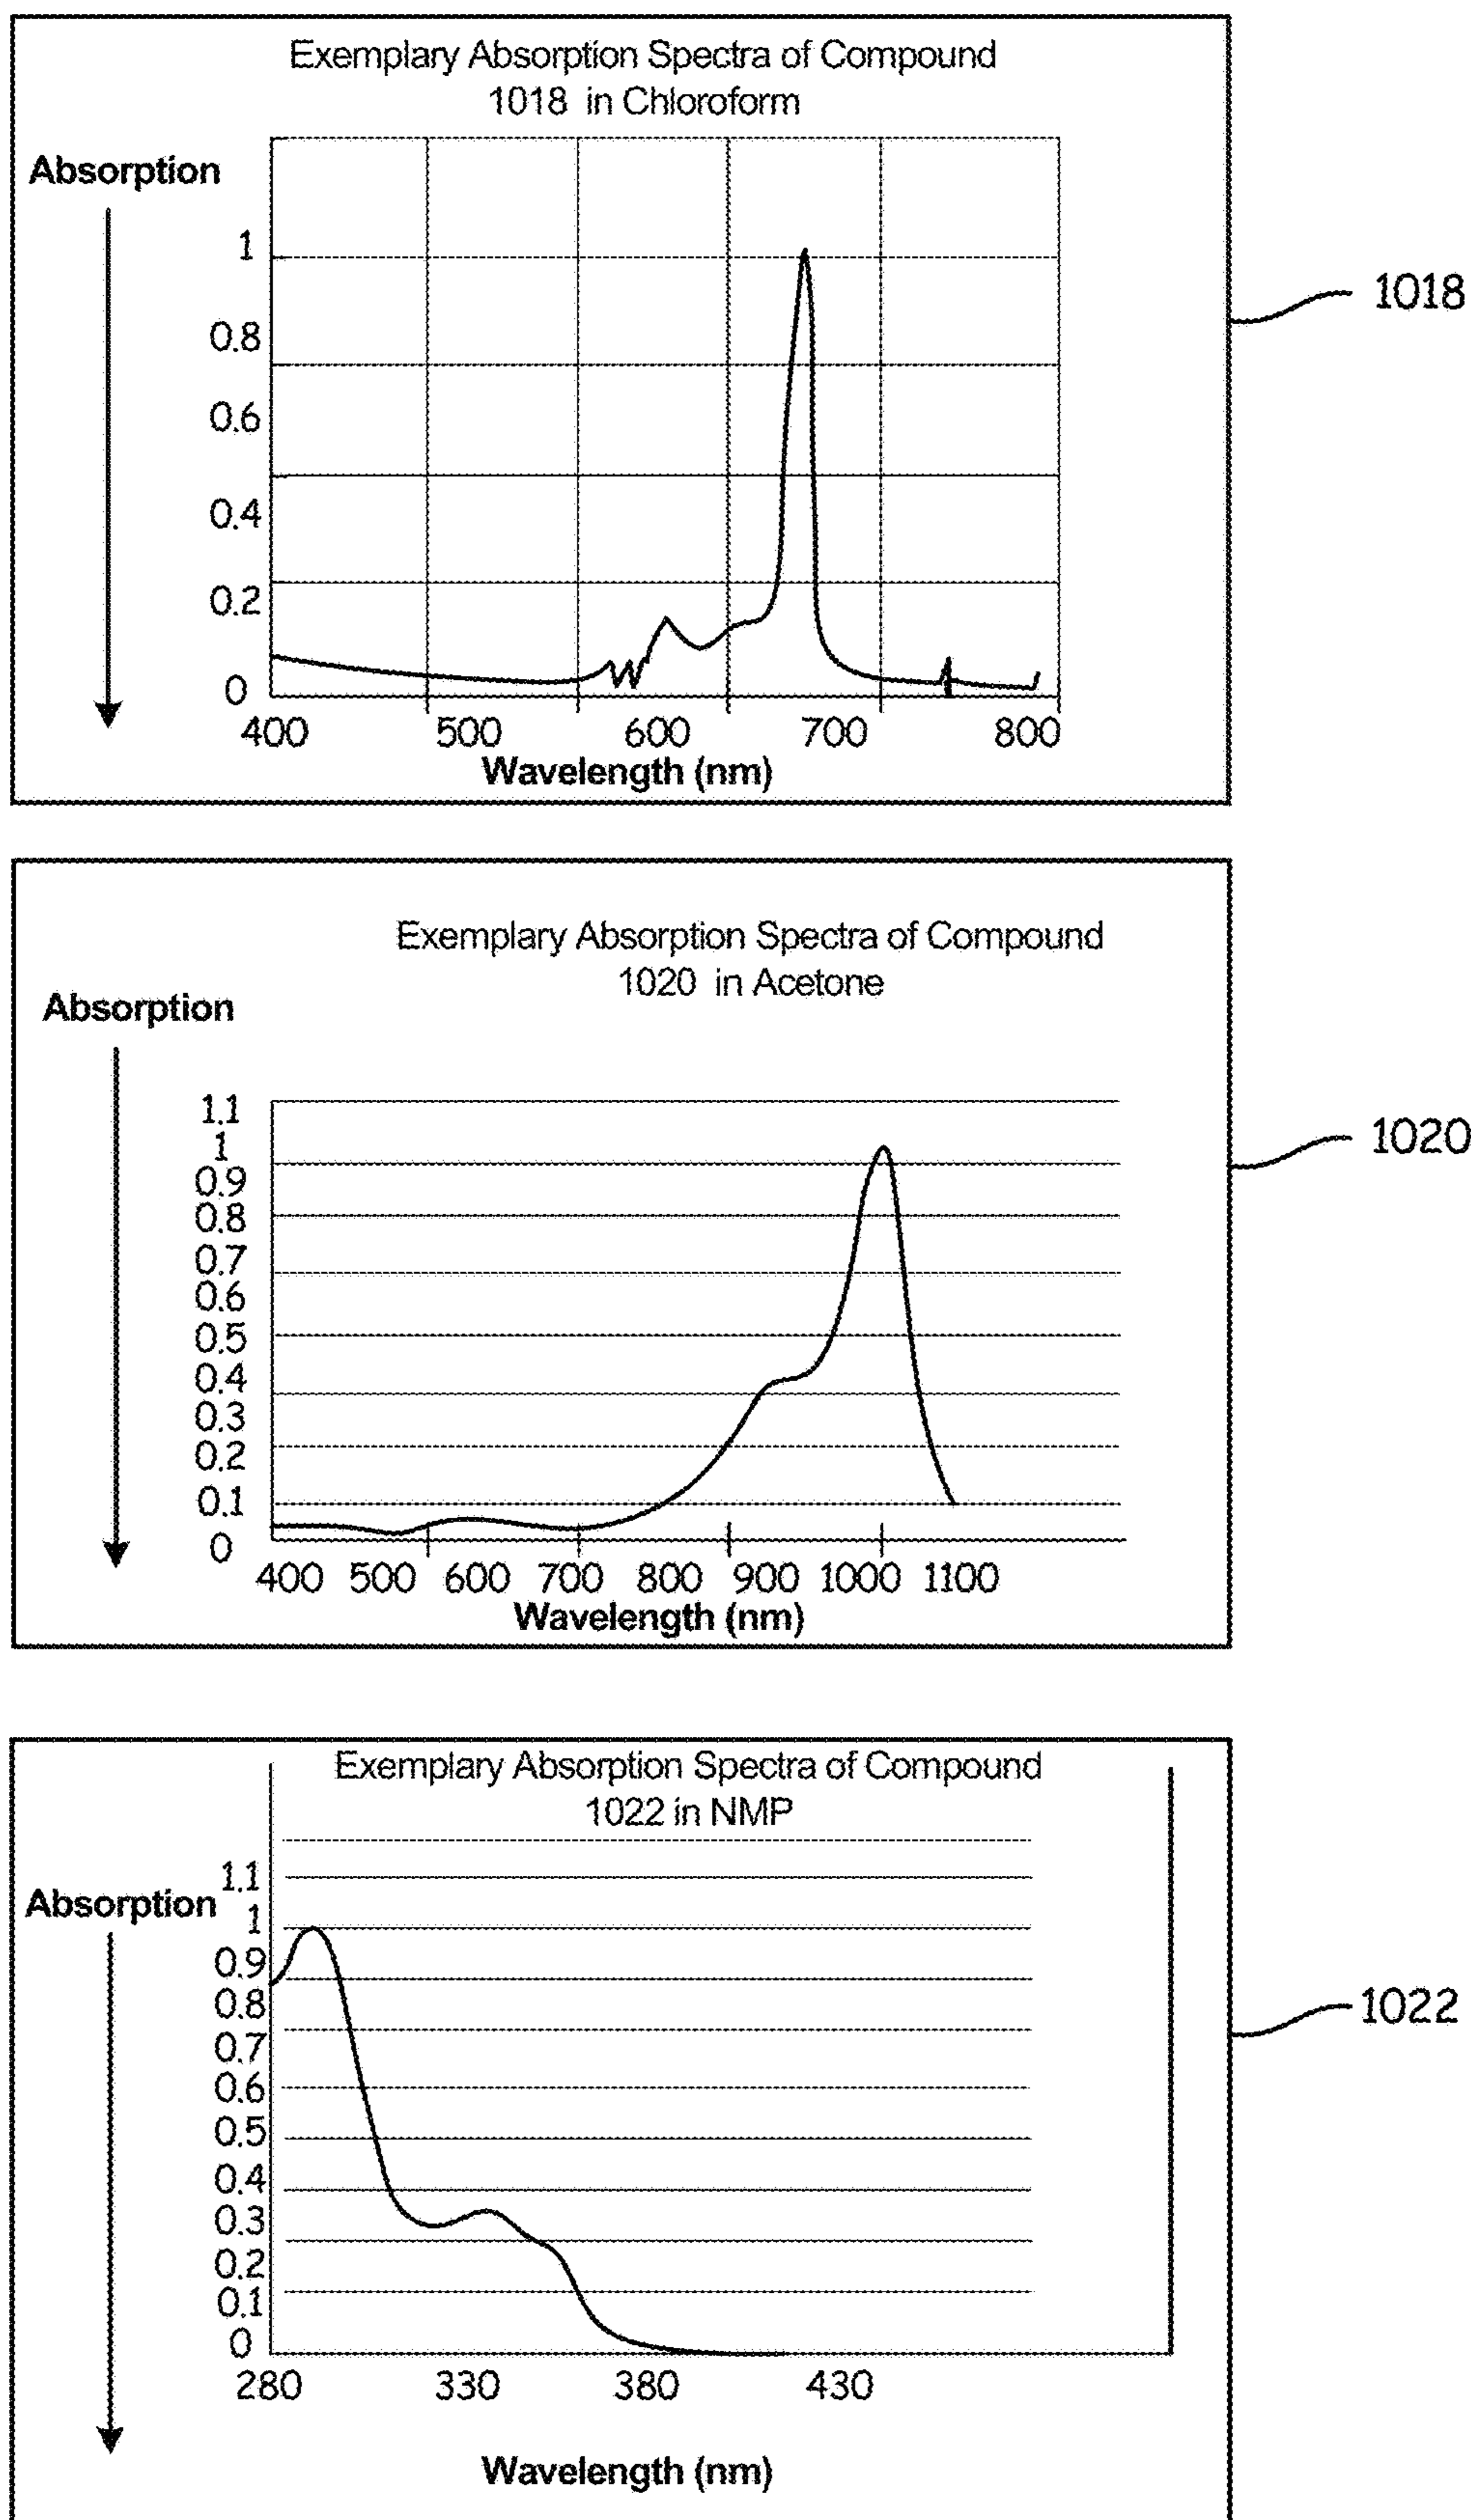 Exemplary Absorption Spectra of Compound
1018 in Chloroform
Absorption
1
0.8
0.6
0.4
0.2
0
400 500 600 700 800
Wavelength (nm)
1018
Exemplary Absorption Spectra of Compound
1020 in Acetone
Absorption
1.1
1
0.9
0.8
0.7
0.6
0.5
0.4
0.3
0.2
0.1
0
400 500 600 700 800 900 1000 1100
Wavelength (nm)
1020
Exemplary Absorption Spectra of Compound
1022 in NMP
Absorption
1.1
1
0.9
0.8
0.7
0.6
0.5
0.4
0.3
0.2
0.1
0
280 330 380 430
Wavelength (nm)
1022